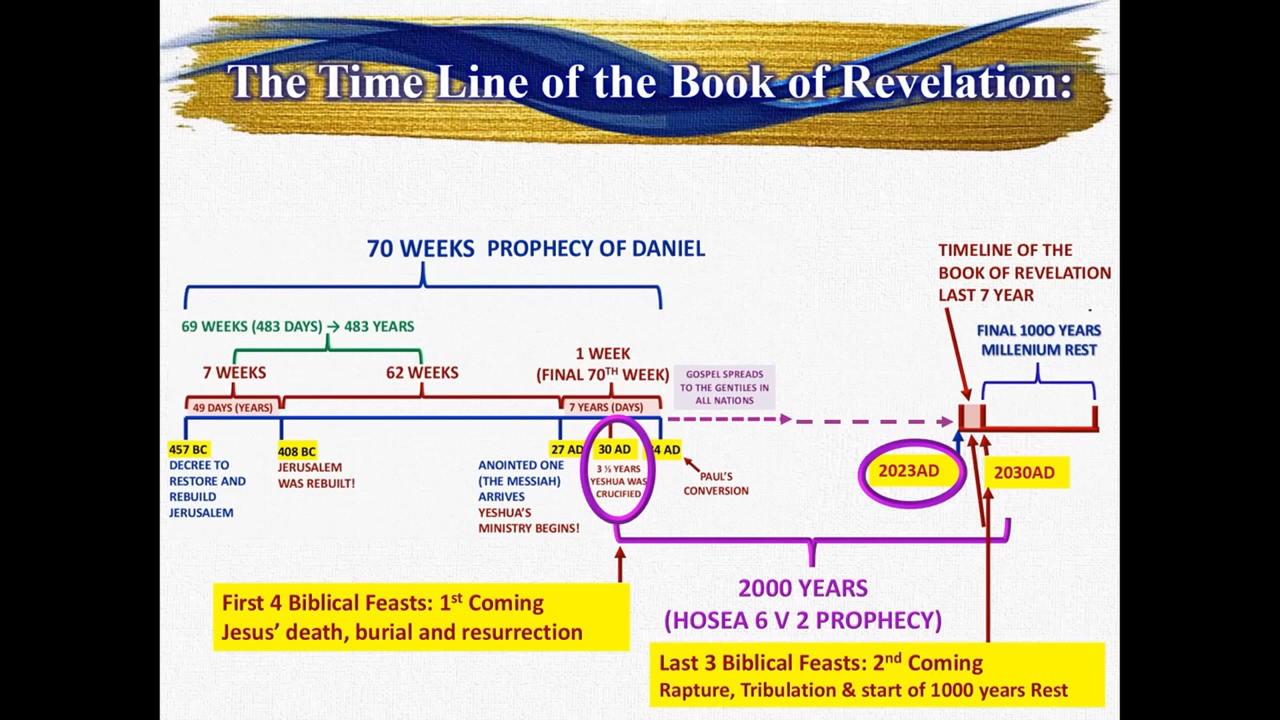 The Time Line of the Book of Revelation:
70 WEEKS PROPHECY OF DANIEL
69 WEEKS (483 DAYS) → 483 YEARS
7 WEEKS
62 WEEKS
1 WEEK
(FINAL 70TH WEEK)
49 DAYS (YEARS)
7 YEARS (DAYS)
GOSPEL SPREADS
TO THE GENTILES IN
ALL NATIONS
TIMELINE OF THE
BOOK OF REVELATION
LAST 7 YEAR
FINAL 100O YEARS
MILLENIUM REST
457 BC
DECREE TO
RESTORE AND
REBUILD
JERUSALEM
408 BC
JERUSALEM
WAS REBUILT!
27 AD
ANOINTED ONE
(THE MESSIAH)
ARRIVES
YESHUA'S
MINISTRY BEGINS!
30 AD
3 ½ YEARS
YESHUA WAS
CRUCIFIED
4 AD
PAUL'S
CONVERSION
2023AD
2030AD
2000 YEARS
(HOSEA 6 V 2 PROPHECY)
First 4 Biblical Feasts: 1st Coming
Jesus' death, burial and resurrection
Last 3 Biblical Feasts: 2nd Coming
Rapture, Tribulation & start of 1000 years Rest